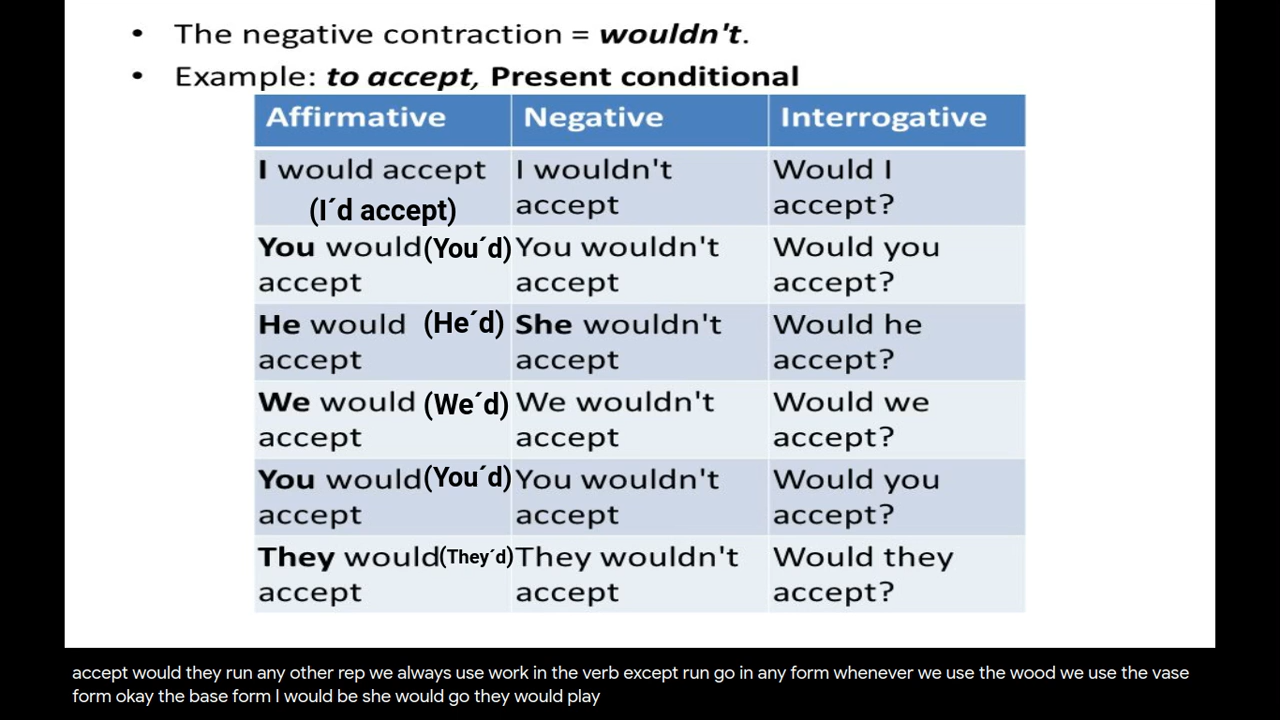 • The negative contraction = wouldn't.
• Example: to accept, Present conditional
Affirmative Negative Interrogative
I would accept I wouldn't Would I
(I´d accept) accept accept?
You would (You´d) You wouldn't Would you
accept accept accept?
He would (He´d) She wouldn't Would he
accept accept accept?
We would (We´d) We wouldn't Would we
accept accept accept?
You would (You´d) You wouldn't Would you
accept accept accept?
They would (They´d) They wouldn't Would they
accept accept accept?
accept would they run any other rep we always use work in the verb except run go in any form whenever we use the wood we use the vase
form okay the base form I would be she would go they would play